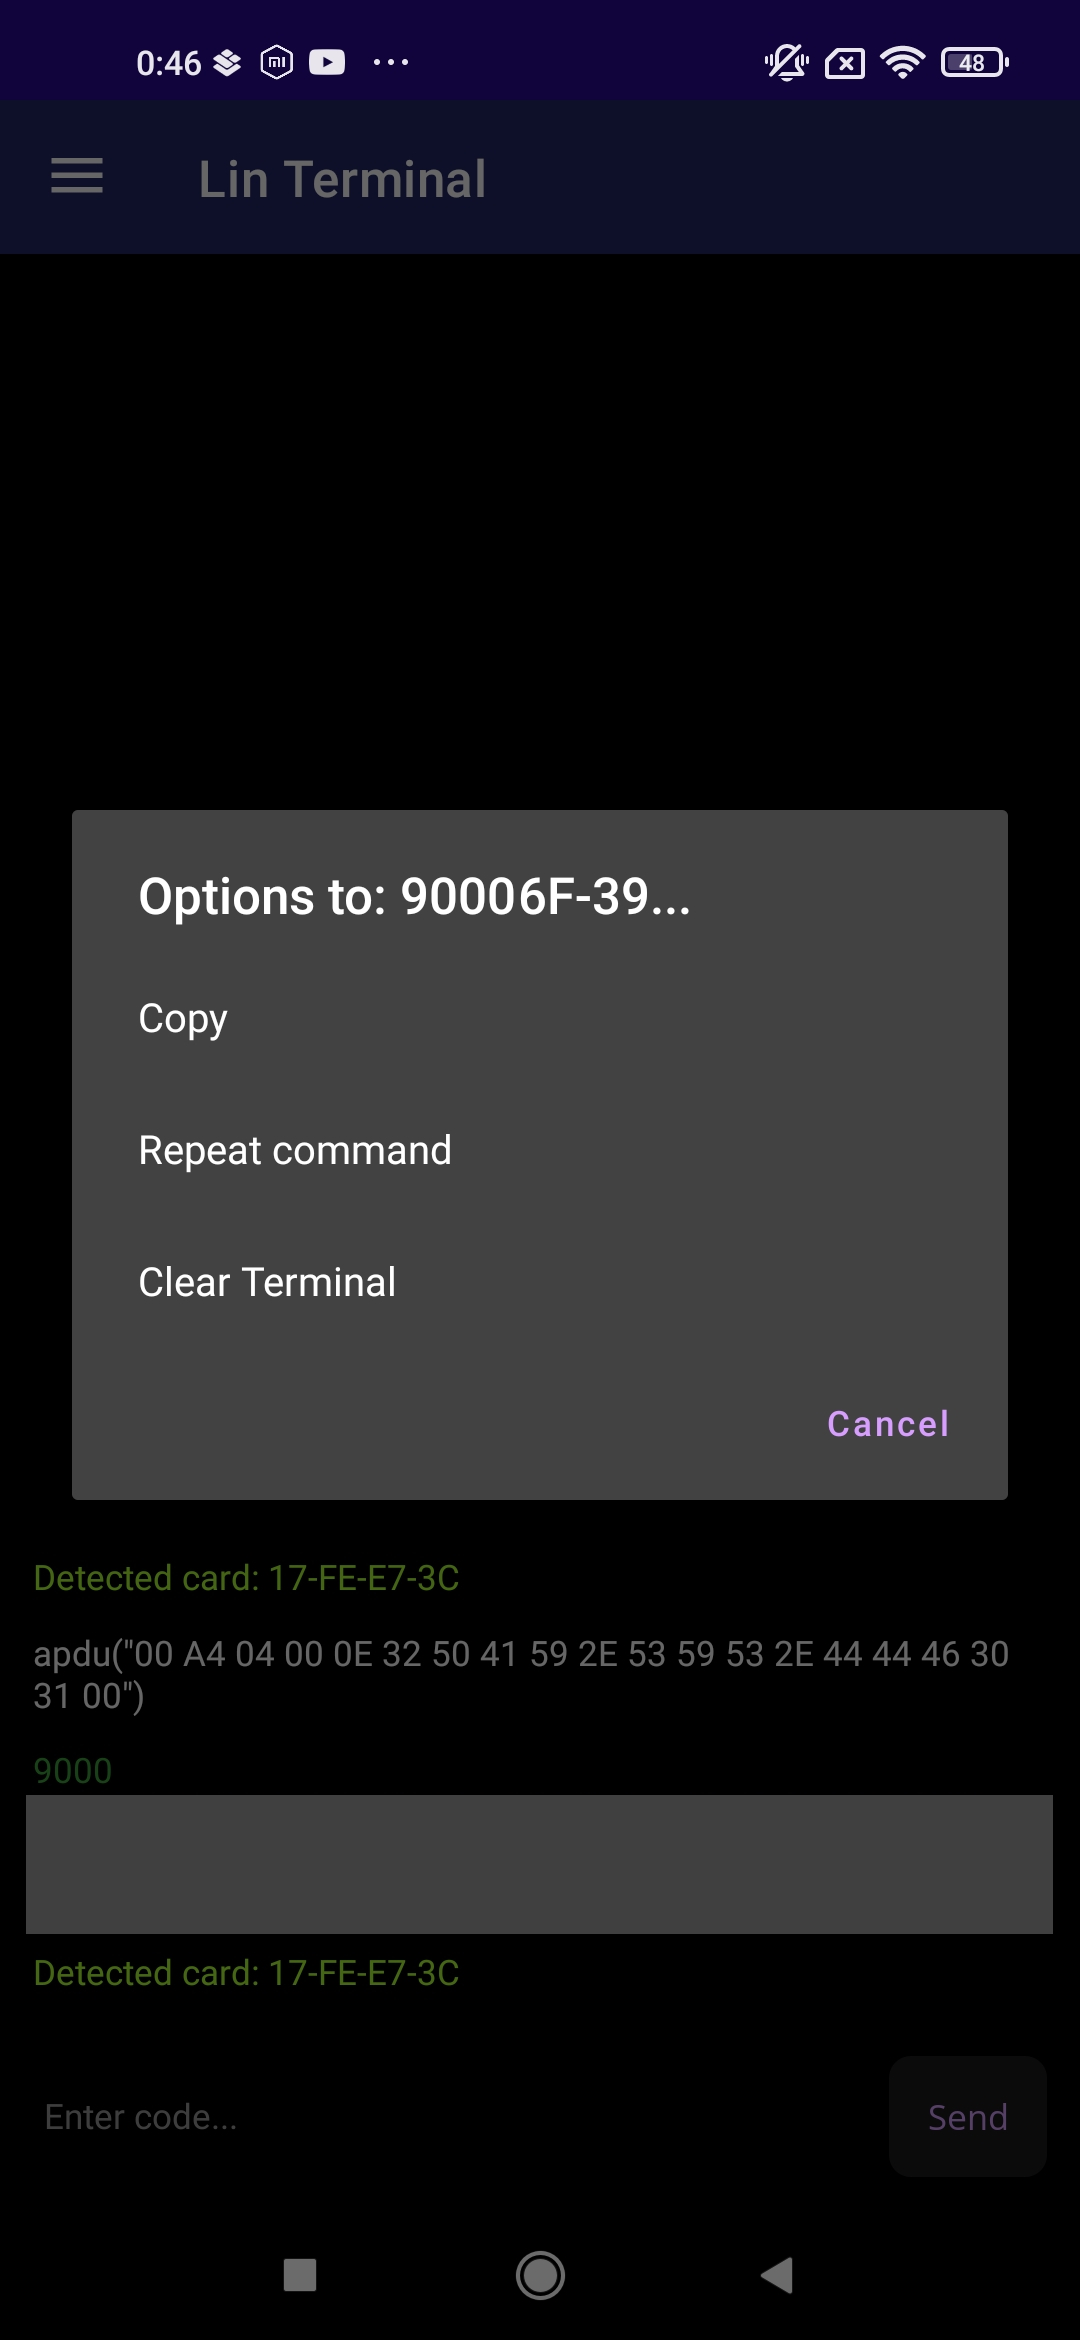 0:46
48
Lin Terminal
Options to: 90006F-39...
Copy
Repeat command
Clear Terminal
Cancel
Detected card: 17-FE-E7-3C
apdu("00 A4 04 00 0E 32 50 41 59 2E 53 59 53 2E 44 44 46 30
31 00")
9000
Detected card: 17-FE-E7-3C
Enter code...
Send